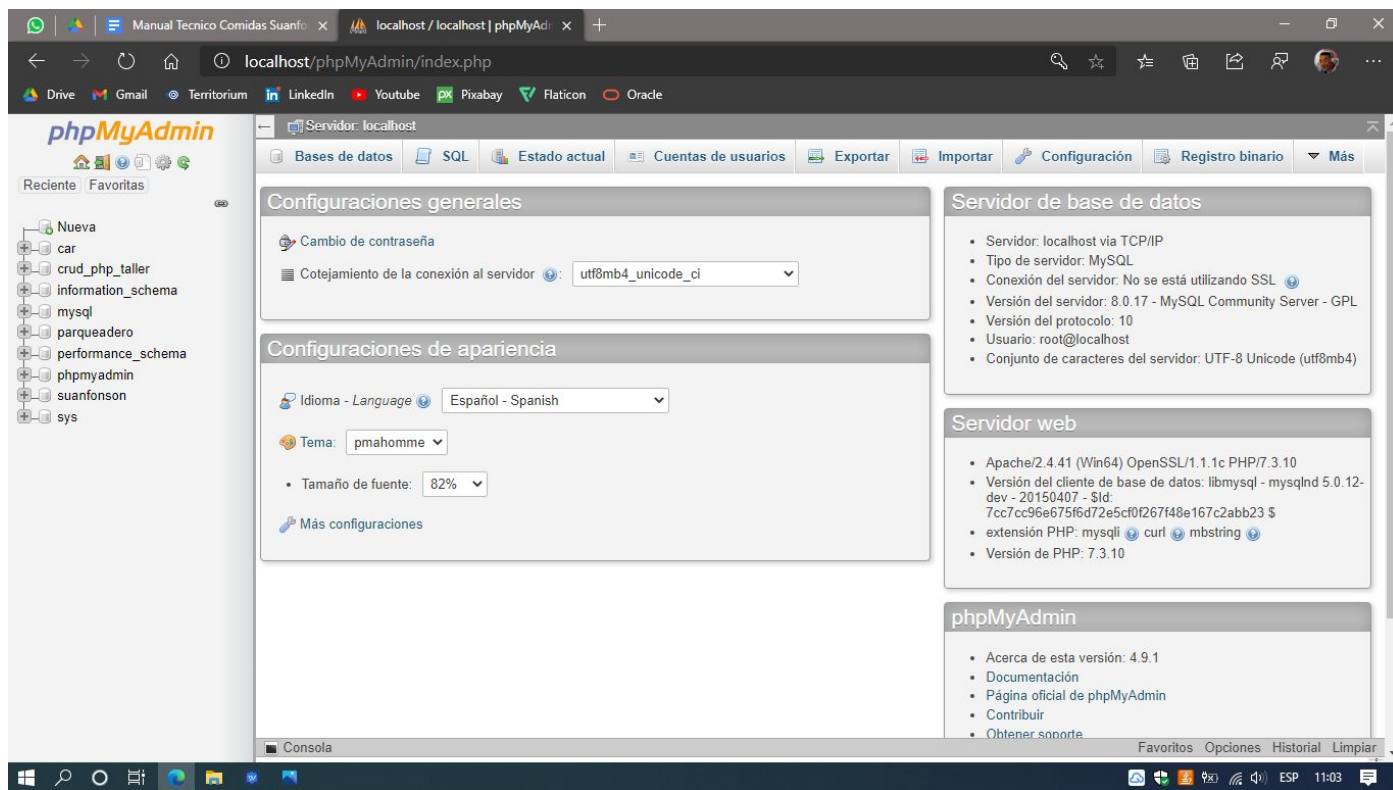 Manual Tecnico Comidas Suanfo
localhost / localhost | phpMyAdm
localhost/phpMyAdmin/index.php
Drive Gmail Territorium LinkedIn Youtube Pixabay Flaticon Oracle
phpMyAdmin
Reciente Favoritas
Nueva
car
crud_php_taller
information_schema
mysql
parqueadero
performance_schema
phpmyadmin
suanfonson
sys
Servidor: localhost
Bases de datos SQL Estado actual Cuentas de usuarios Exportar Importar Configuración Registro binario Más
Configuraciones generales
Cambio de contraseña
Cotejamiento de la conexión al servidor : utf8mb4_unicode_ci
Configuraciones de apariencia
Idioma - Language Español - Spanish
Tema: pmahomme
Tamaño de fuente: 82%
Más configuraciones
Servidor de base de datos
Servidor: localhost via TCP/IP
Tipo de servidor: MySQL
Conexión del servidor: No se está utilizando SSL
Versión del servidor: 8.0.17 - MySQL Community Server - GPL
Versión del protocolo: 10
Usuario: root@localhost
Conjunto de caracteres del servidor: UTF-8 Unicode (utf8mb4)
Servidor web
Apache/2.4.41 (Win64) OpenSSL/1.1.1c PHP/7.3.10
Versión del cliente de base de datos: libmysql - mysqlnd 5.0.12-
dev - 20150407 - $Id:
7cc7cc96e675f6d72e5cf0f267f48e167c2abb23 $
extensión PHP: mysqli curl mbstring
Versión de PHP: 7.3.10
phpMyAdmin
Acerca de esta versión: 4.9.1
Documentación
Página oficial de phpMyAdmin
Contribuir
Obtener soporte
Consola
Favoritos Opciones Historial Limpiar
ESP 11:03